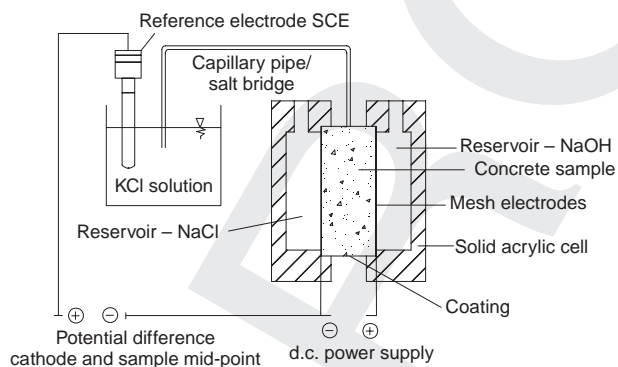 Reference electrode SCE
Capillary pipe/
salt bridge
Reservoir – NaOH
Concrete sample
KCl solution
Mesh electrodes
Reservoir – NaCl
Solid acrylic cell
Coating
+ −
− +
Potential difference
cathode and sample mid-point
d.c. power supply